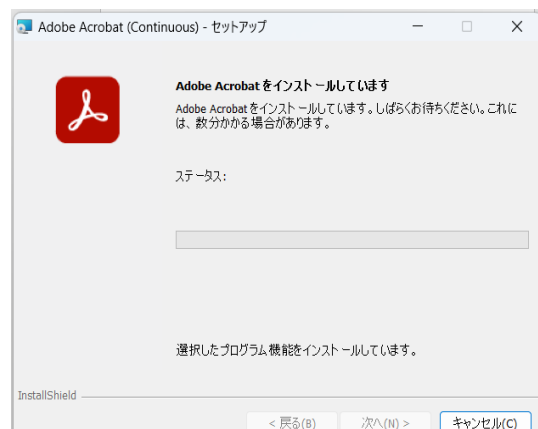 Adobe Acrobat (Continuous) - セットアップ
Adobe Acrobat をインストールしています
Adobe Acrobat をインストールしています。しばらくお待ちください。これに
は、数分かかる場合があります。
ステータス:
選択したプログラム機能をインストールしています。
InstallShield
< 戻る(B)
次へ(N) >
キャンセル(C)